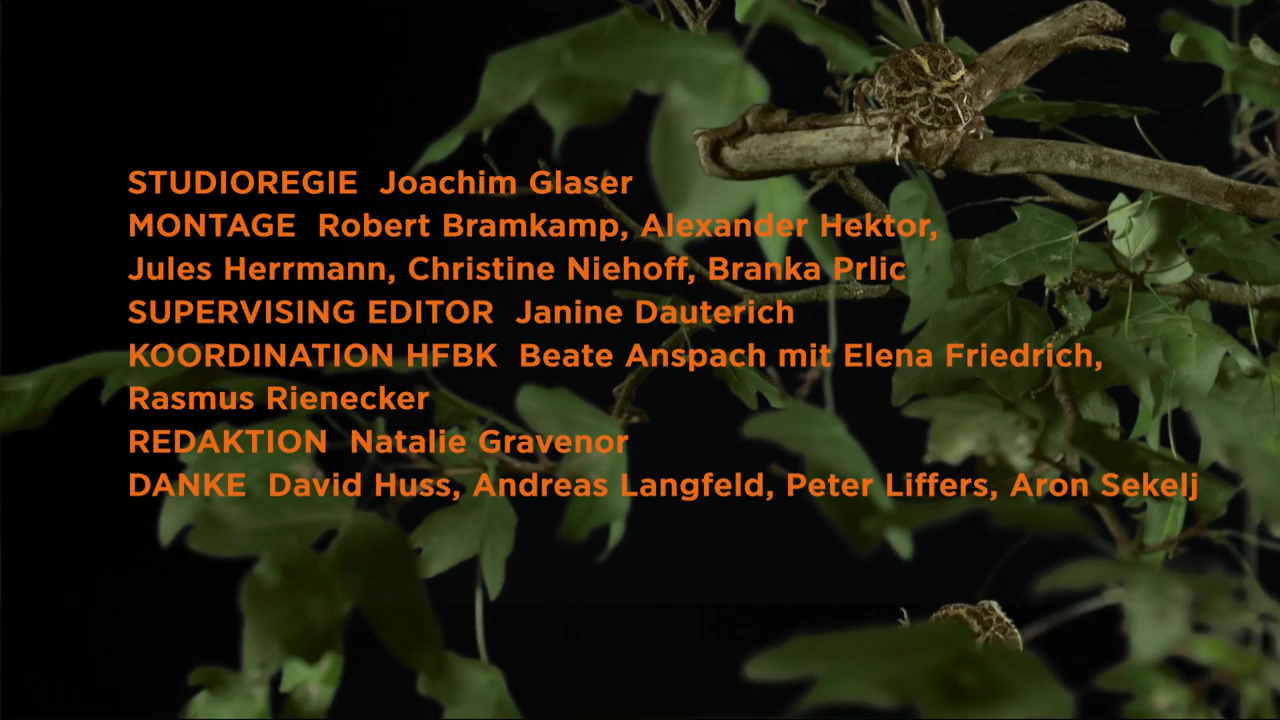 STUDIOREGIE Joachim Glaser
MONTAGE Robert Bramkamp, Alexander Hektor,
Jules Herrmann, Christine Niehoff, Branka Prlic
SUPERVISING EDITOR Janine Dauterich
KOORDINATION HFBK Beate Anspach mit Elena Friedrich,
Rasmus Rienecker
REDAKTION Natalie Gravenor
DANKE David Huss, Andreas Langfeld, Peter Liffers, Aron Sekelj